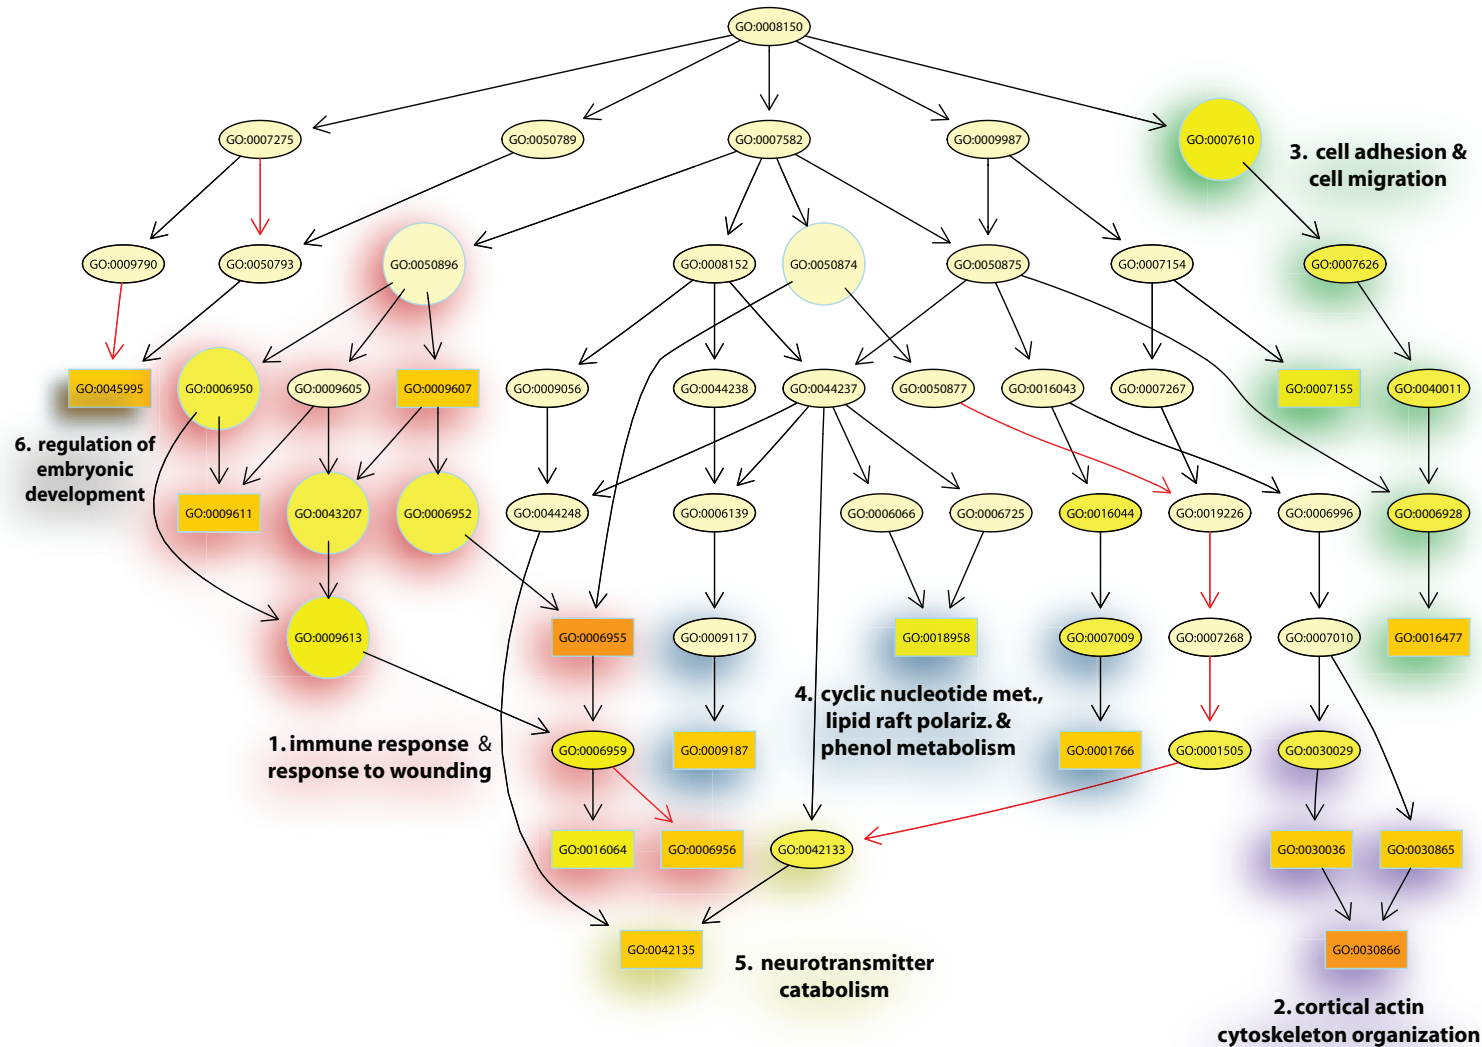 GO:0008150
GO:0007275
GO:0050789
GO:0007582
GO:0009987
GO:0007610
3. cell adhesion &
cell migration
GO:0009790
GO:0050793
GO:0050896
GO:0008152
GO:0050874
GO:0050875
GO:0007154
GO:0007626
GO:0045995
GO:0006950
GO:0009605
GO:0009607
GO:0009056
GO:0044238
GO:0044237
GO:0050877
GO:0016043
GO:0007267
GO:0007155
GO:0040011
6. regulation of
embryonic
development
GO:0009611
GO:0043207
GO:0006952
GO:0044248
GO:0006139
GO:0006066
GO:0006725
GO:0016044
GO:0019226
GO:0006996
GO:0006928
GO:0009613
GO:0006955
GO:0009117
GO:0018958
GO:0007009
GO:0007268
GO:0007010
GO:0016477
4. cyclic nucleotide met.,
lipid raft polariz. &
phenol metabolism
1. immune response &
response to wounding
GO:0006959
GO:0009187
GO:0001766
GO:0001505
GO:0030029
GO:0016064
GO:0006956
GO:0042133
GO:0030036
GO:0030865
GO:0042135
5. neurotransmitter
catabolism
GO:0030866
2. cortical actin
cytoskeleton organization